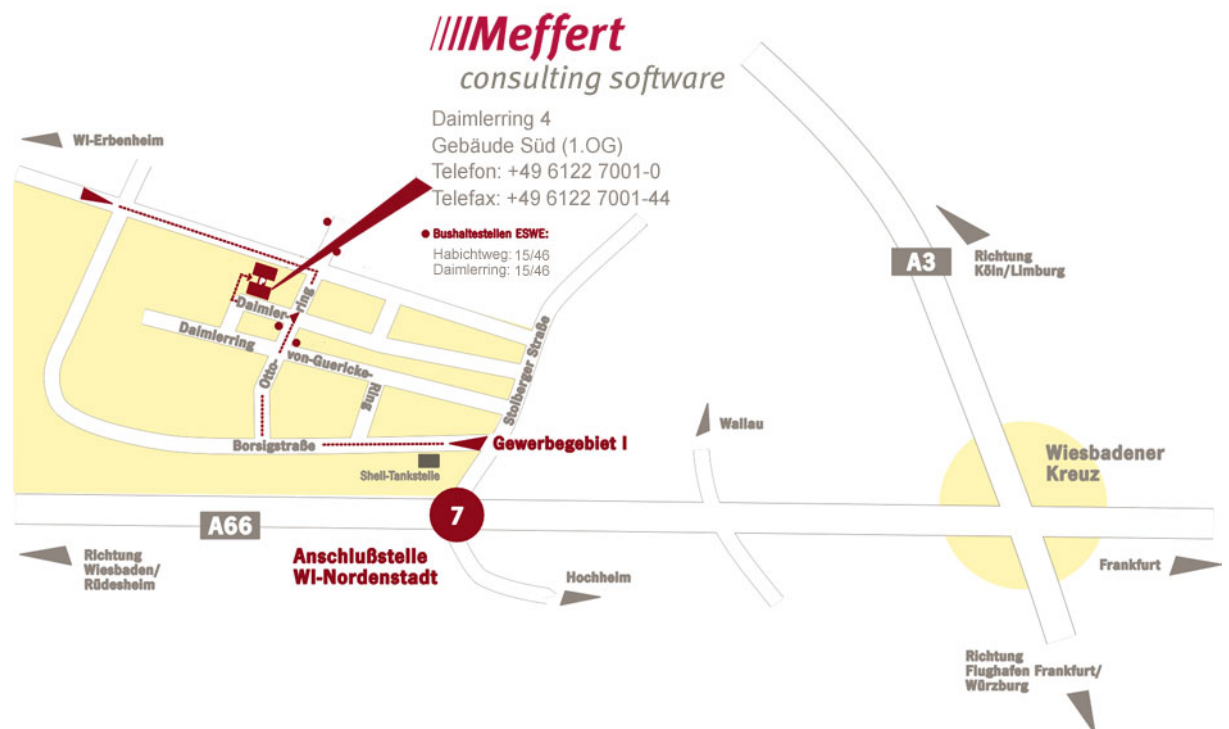 Meffert
consulting software
Daimlerring 4
Gebäude Süd (1.OG)
Telefon: +49 6122 7001-0
Telefax: +49 6122 7001-44
Bushaltestellen ESWE:
Habichtweg: 15/46
Daimlerring: 15/46
WI-Erbenheim
A3
Richtung
Köln/Limburg
Daimler-
ring
Daimlerring
Otto-
von-Guericke-
Ring
Stolberger Straße
Borsigstraße
Gewerbegebiet I
Shell-Tankstelle
Wallau
Wiesbadener
Kreuz
7
A66
Anschlußstelle
WI-Nordenstadt
Richtung
Wiesbaden/
Rüdesheim
Hochheim
Frankfurt
Richtung
Flughafen Frankfurt/
Würzburg